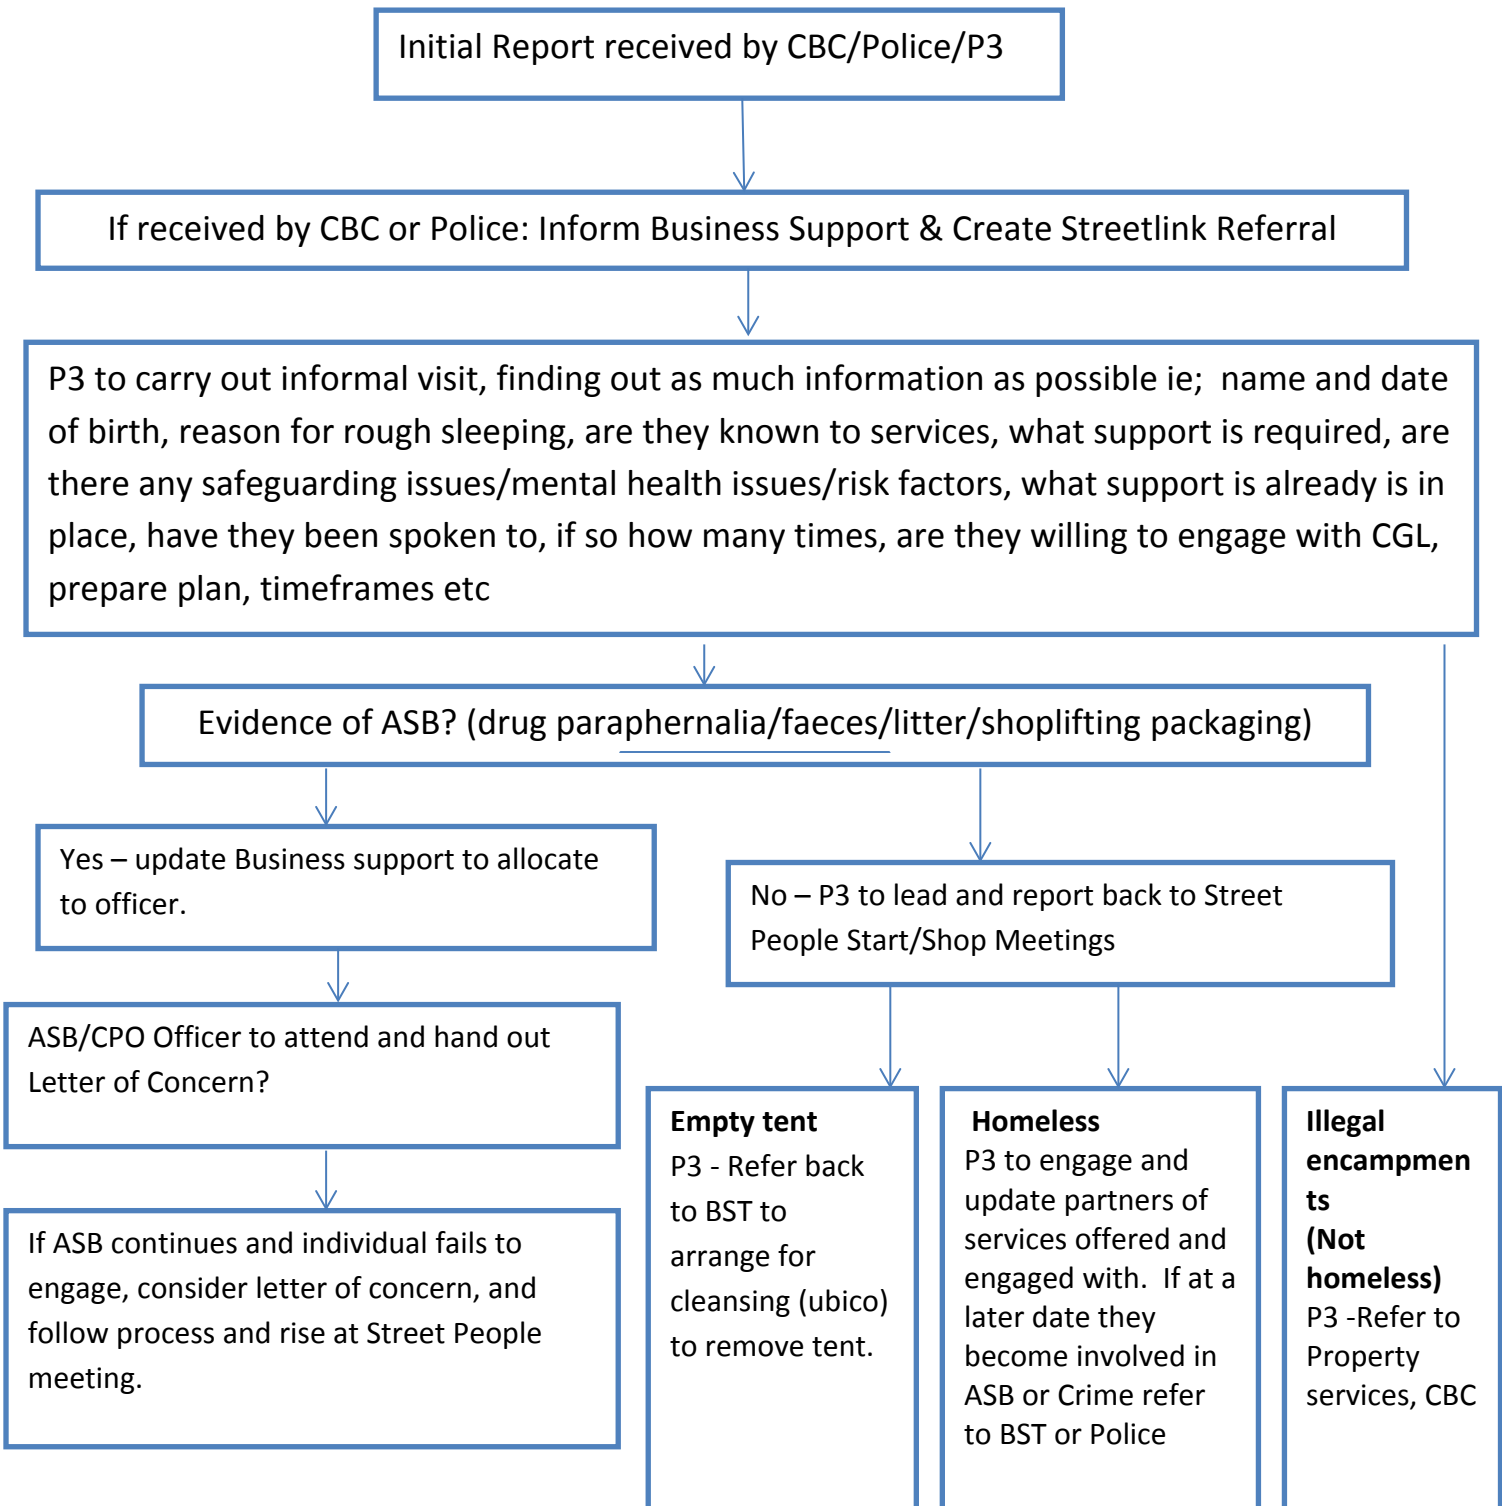 Initial Report received by CBC/Police/P3
If received by CBC or Police: Inform Business Support & Create Streetlink Referral
P3 to carry out informal visit, finding out as much information as possible ie;  name and date
of birth, reason for rough sleeping, are they known to services, what support is required, are
there any safeguarding issues/mental health issues/risk factors, what support is already is in
place, have they been spoken to, if so how many times, are they willing to engage with CGL,
prepare plan, timeframes etc
Evidence of ASB? (drug paraphernalia/faeces/litter/shoplifting packaging)
Yes – update Business support to allocate
to officer.
No – P3 to lead and report back to Street
People Start/Shop Meetings
ASB/CPO Officer to attend and hand out
Letter of Concern?
If ASB continues and individual fails to
engage, consider letter of concern, and
follow process and rise at Street People
meeting.
Empty tent
P3 - Refer back
to BST to
arrange for
cleansing (ubico)
to remove tent.
Homeless
P3 to engage and
update partners of
services offered and
engaged with.  If at a
later date they
become involved in
ASB or Crime refer
to BST or Police
Illegal
encampmen
ts
(Not
homeless)
P3 -Refer to
Property
services, CBC